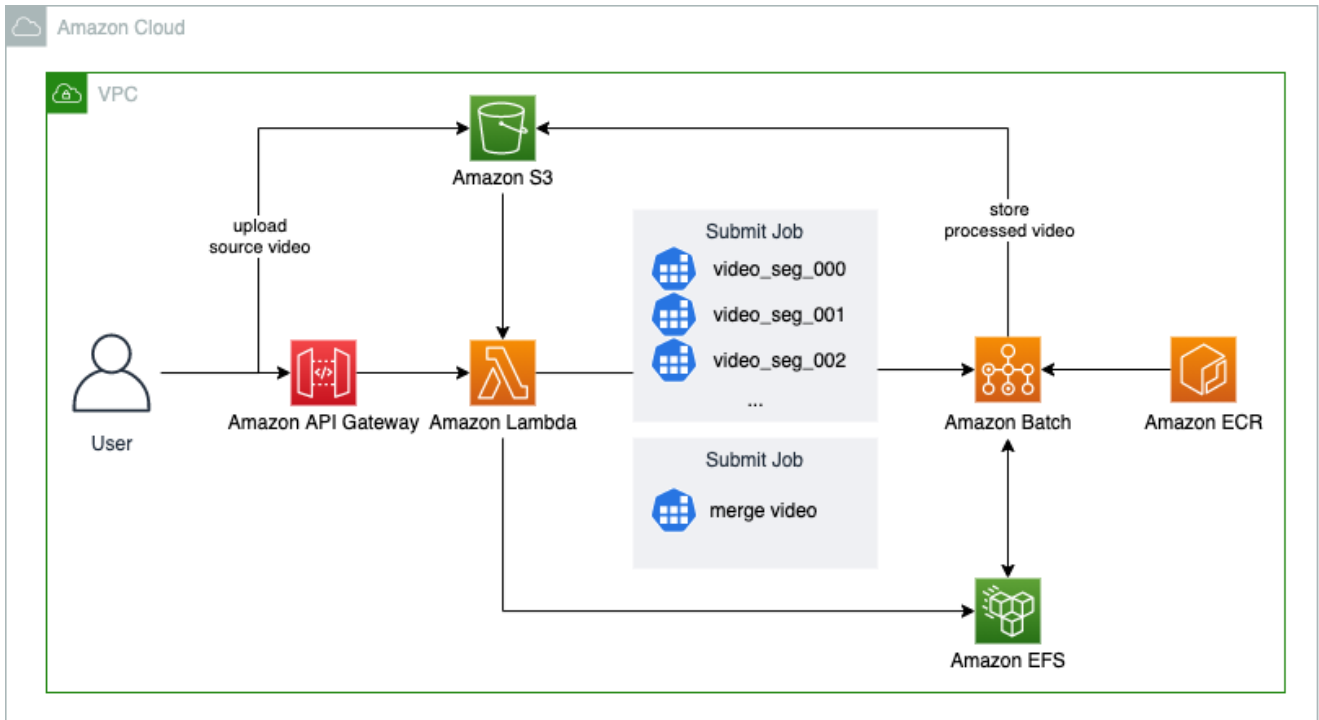 Amazon Cloud
VPC
Amazon S3
upload
source video
store
processed video
Submit Job
video_seg_000
video_seg_001
video_seg_002
...
User
</>
Amazon API Gateway
Amazon Lambda
Amazon Batch
Amazon ECR
Submit Job
merge video
Amazon EFS